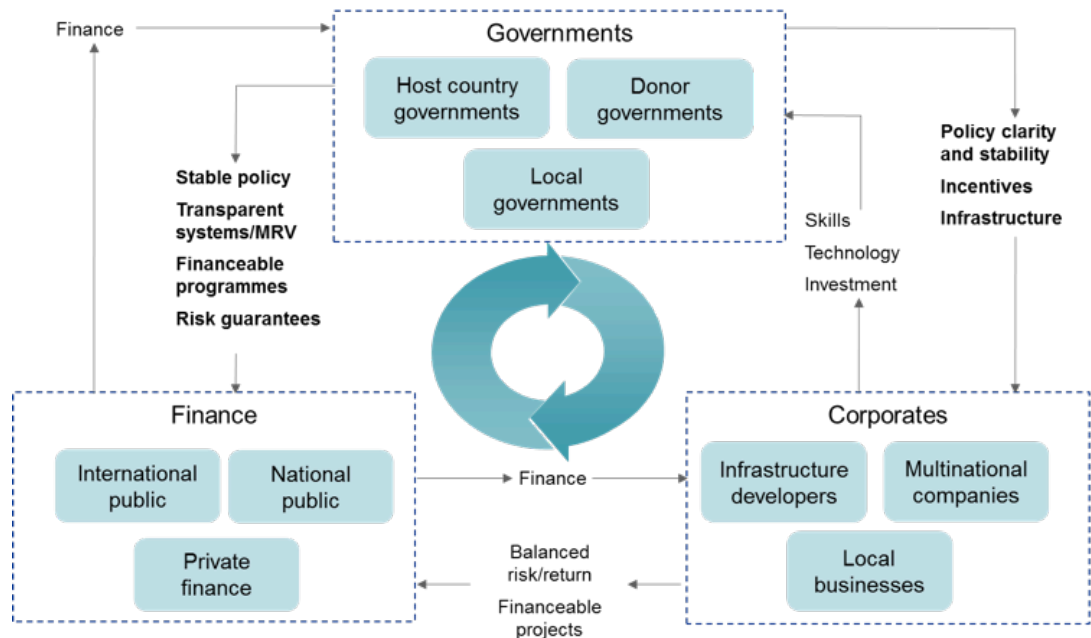 Finance
Governments
Host country
governments
Donor
governments
Local
governments
Stable policy
Transparent
systems/MRV
Financeable
programmes
Risk guarantees
Skills
Technology
Investment
Policy clarity
and stability
Incentives
Infrastructure
Finance
International
public
National
public
Private
finance
Finance
Balanced
risk/return
Financeable
projects
Corporates
Infrastructure
developers
Multinational
companies
Local
businesses